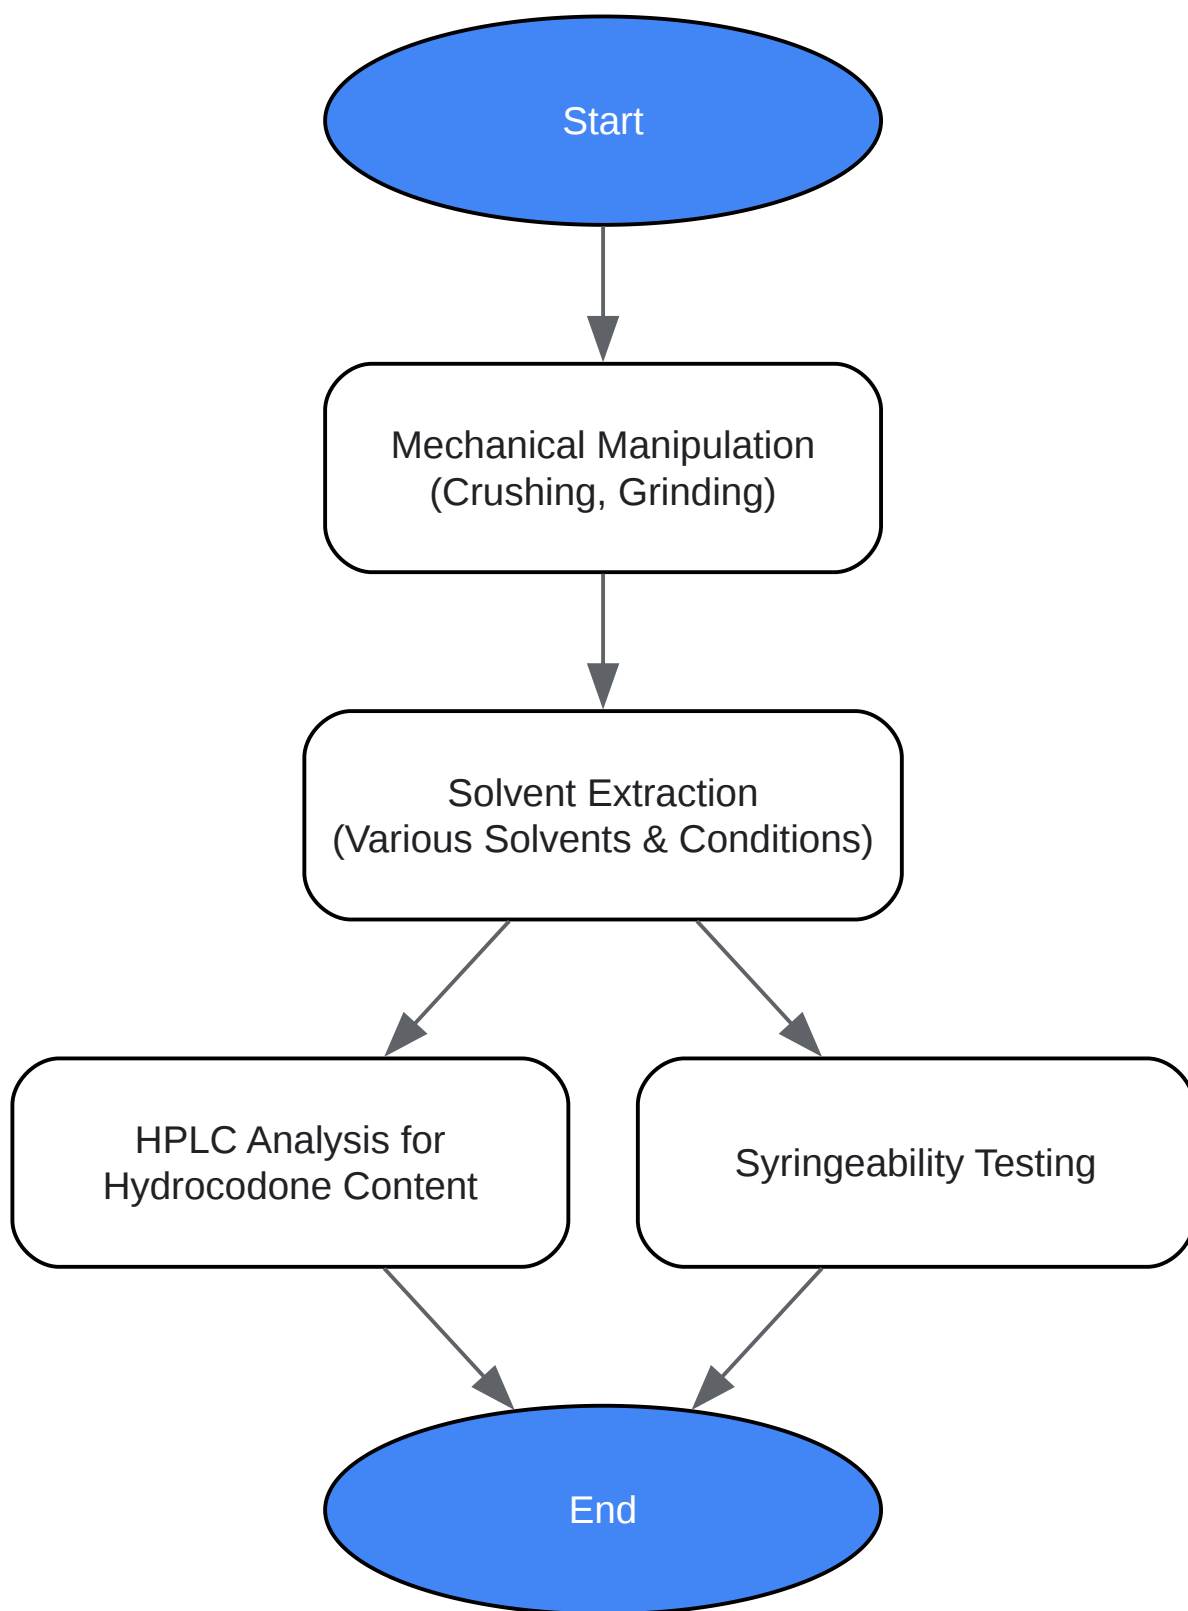 Start
Mechanical Manipulation
(Crushing, Grinding)
Solvent Extraction
(Various Solvents & Conditions)
HPLC Analysis for
Hydrocodone Content
Syringeability Testing
End